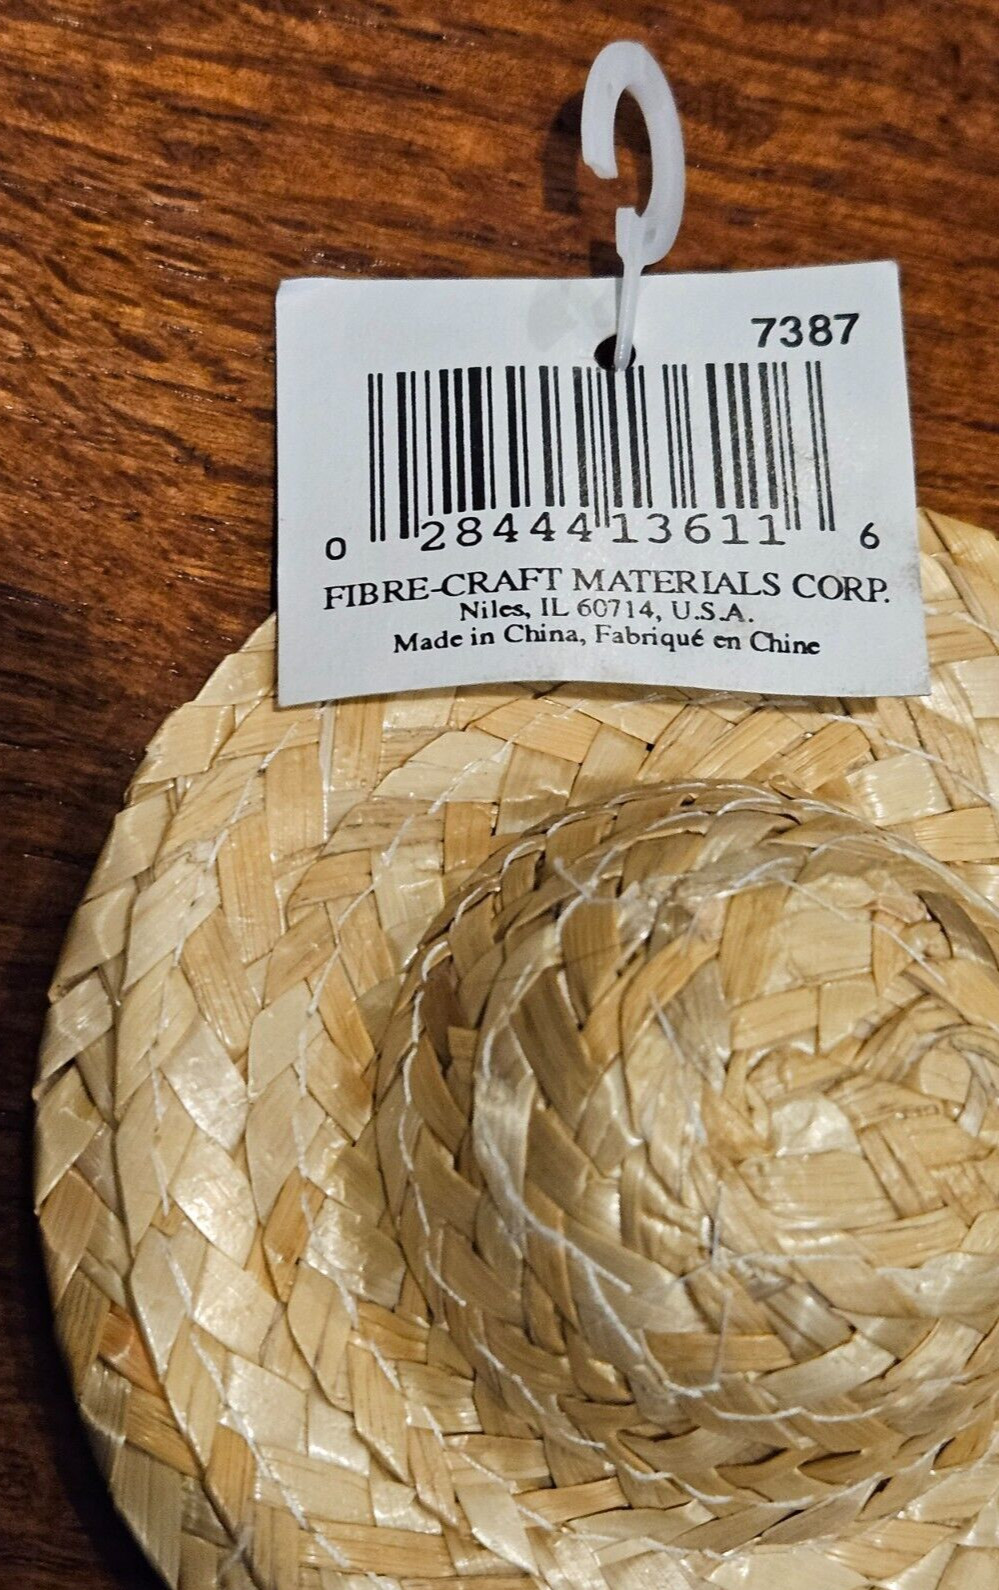 7387
0 28444 13611 6
FIBRE-CRAFT MATERIALS CORP.
Niles, IL 60714, U.S.A.
Made in China, Fabriqué en Chine